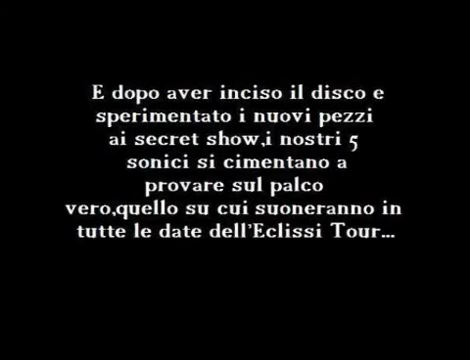 E dopo aver inciso il disco e
sperimentato i nuovi pezzi
ai secret show,i nostri 5
sonici si cimentano a
provare sul palco
vero,quello su cui suoneranno in
tutte le date dell'Eclissi Tour...